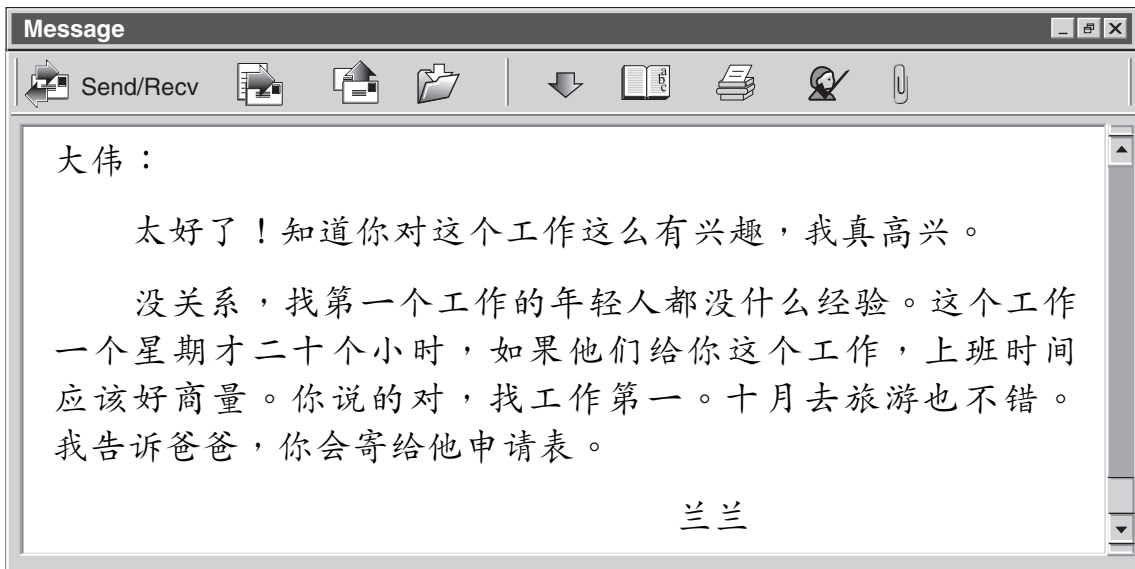 Message
Send/Recv
a
b
c
大伟：
太好了！知道你对这个工作这么有兴趣，我真高兴。
没关系，找第一个工作的年轻人都没什么经验。这个工作
一个星期才二十个小时，如果他们给你这个工作，上班时间
应该好商量。你说的对，找工作第一。十月去旅游也不错。
我告诉爸爸，你会寄给他申请表。
兰兰